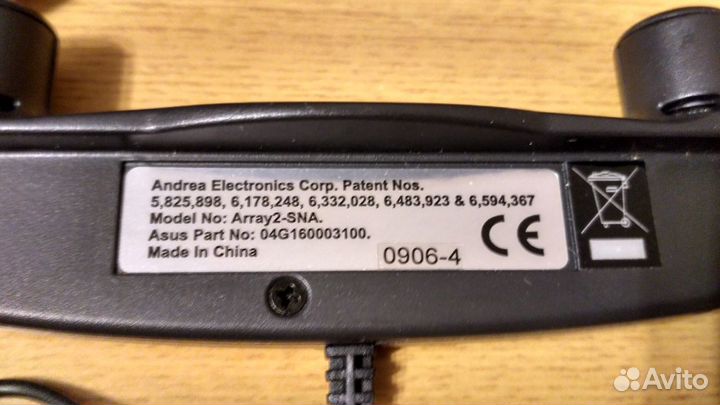 Andrea Electronics Corp. Patent Nos.
5,825,898, 6,178,248, 6,332,028, 6,483,923 & 6,594,367
Model No: Array2-SNA.
Asus Part No: 04G160003100.
Made In China
0906-4
CE
Avito